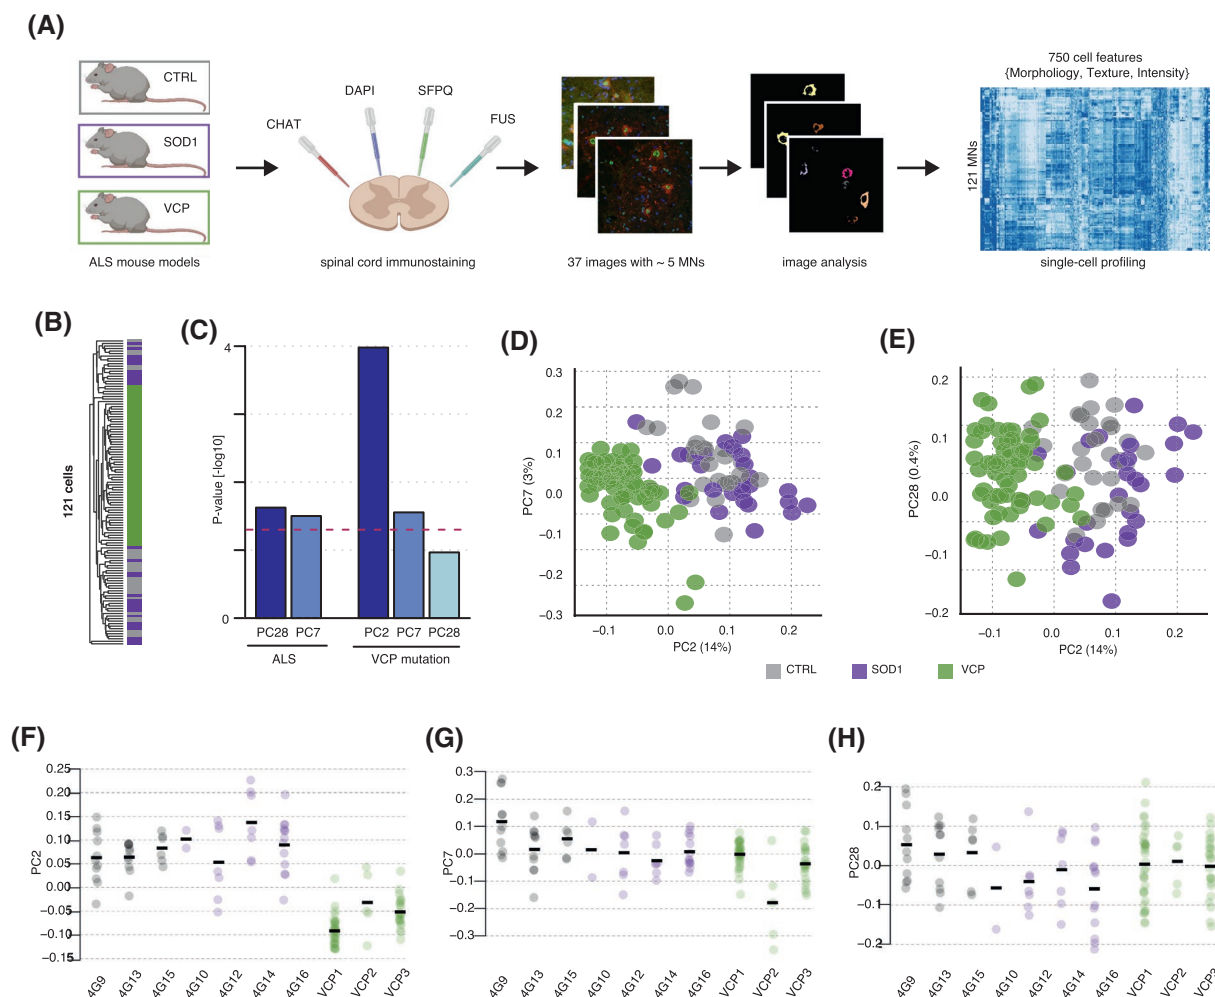 (A)
CTRL
SOD1
VCP
ALS mouse models
CHAT
DAPI
SFPQ
FUS
spinal cord immunostaining
37 images with ~ 5 MNs
image analysis
750 cell features
{Morphology, Texture, Intensity}
121 MNs
single-cell profiling
(B)
121 cells
(C)
P-value [-log10]
4
0
PC28 PC7
ALS
PC2 PC7 PC28
VCP mutation
(D)
PC7 (3%)
0.3
0.2
0.1
0.0
−0.1
−0.2
−0.3
−0.1 0.0 0.1 0.2
PC2 (14%)
(E)
PC28 (0.4%)
0.2
0.1
0.0
−0.1
−0.2
−0.1 0.0 0.1 0.2
PC2 (14%)
CTRL SOD1 VCP
(F)
PC2
0.25
0.20
0.15
0.10
0.05
0.00
−0.05
−0.10
−0.15
4G9 4G13 4G15 4G10 4G12 4G14 4G16 VCP1 VCP2 VCP3
(G)
PC7
0.3
0.2
0.1
0.0
−0.1
−0.2
−0.3
4G9 4G13 4G15 4G10 4G12 4G14 4G16 VCP1 VCP2 VCP3
(H)
PC28
0.2
0.1
0.0
−0.1
−0.2
4G9 4G13 4G15 4G10 4G12 4G14 4G16 VCP1 VCP2 VCP3